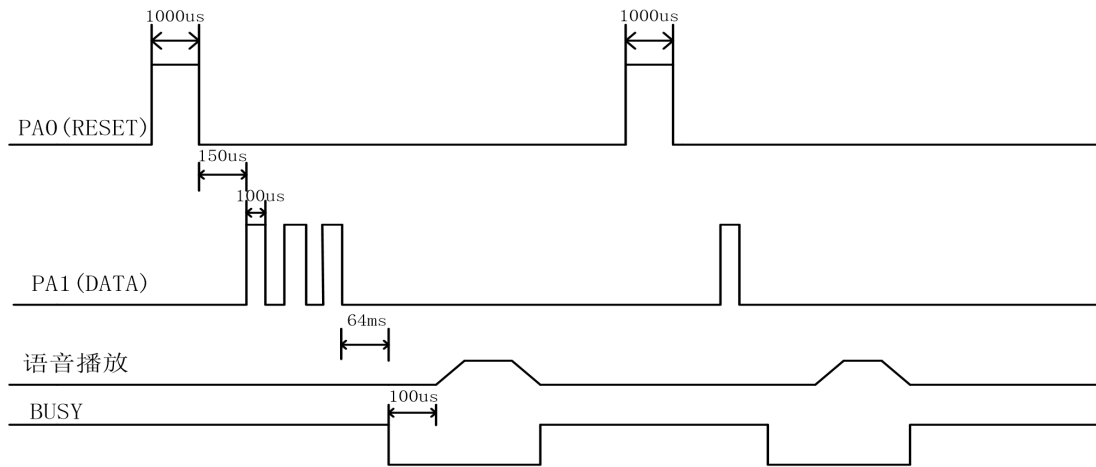 1000us 1000us
PA0(RESET)
150us
100us
PA1(DATA)
64ms
语音播放
100us
BUSY